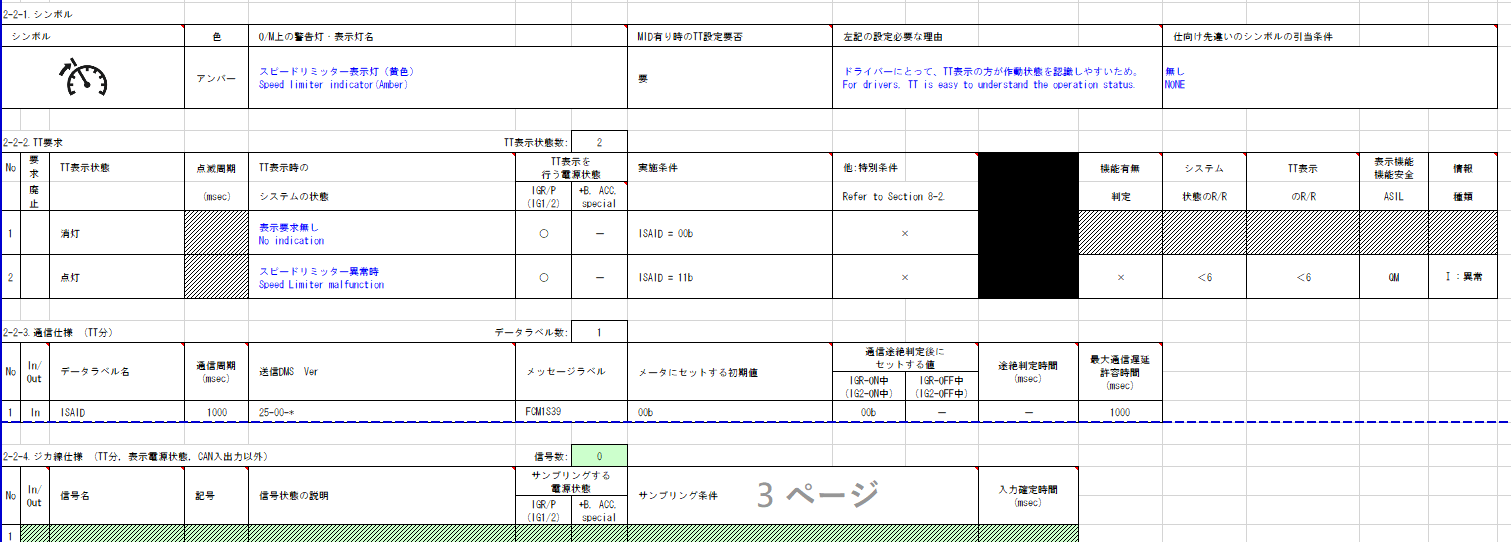 2-2-1.シンボル
シンボル 色 O/M上の警告灯・表示灯名 MID有り時のTT設定要否 左記の設定必要な理由 仕向け先違いのシンボルの引当条件
アンバー スピードリミッター表示灯（黄色） 要 ドライバーにとって、TT表示の方が作動状態を認識しやすいため。 無し
Speed limiter indicator(Amber) For drivers, TT is easy to understand the operation status. NONE
2-2-2.TT要求 TT表示状態数: 2
No 要求 廃止 TT表示状態 点滅周期 (msec) TT表示時の システムの状態 TT表示を 行う電源状態 IGR/P (IG1/2) +B, ACC, special 実施条件 他:特別条件 Refer to Section 8-2. 機能有無 判定 システム 状態のR/R TT表示 のR/R 表示機能 機能安全 ASIL 情報 種類
1 消灯 表示要求無し ○ － ISAID = 00b ×
No indication
2 点灯 スピードリミッター異常時 ○ － ISAID = 11b × × ＜6 ＜6 QM Ｉ：異常
Speed Limiter malfunction
2-2-3.通信仕様 （TT分） データラベル数: 1
No In/Out データラベル名 通信周期 (msec) 送信DMS Ver メッセージラベル メータにセットする初期値 通信途絶判定後に セットする値 IGR-ON中 (IG2-ON中) IGR-OFF中 (IG2-OFF中) 途絶判定時間 (msec) 最大通信遅延 許容時間 (msec)
1 In ISAID 1000 25-00-* FCM1S39 00b 00b － － 1000
2-2-4.ジカ線仕様 （TT分，表示電源状態，CAN入出力以外） 信号数: 0
No In/Out 信号名 記号 信号状態の説明 サンプリングする 電源状態 IGR/P (IG1/2) +B, ACC, special サンプリング条件 入力確定時間 (msec)
3 ページ
1